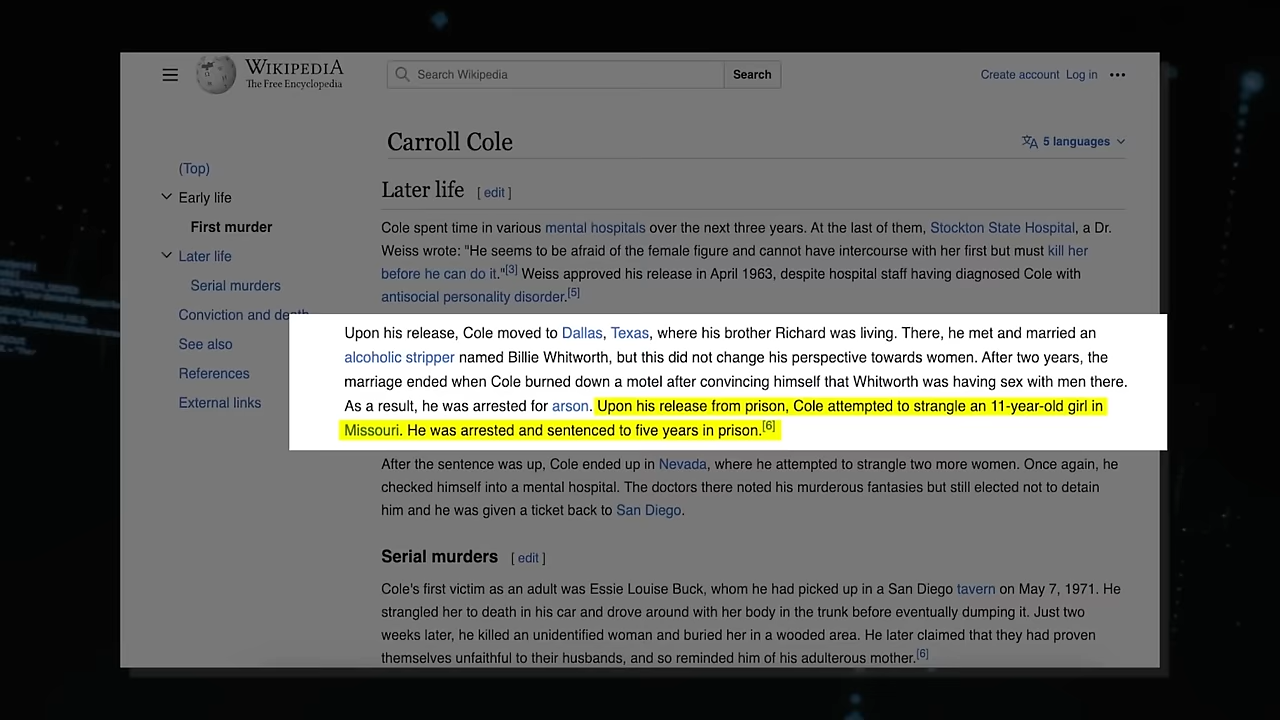 WIKIPEDIA
The Free Encyclopedia
Search Wikipedia
Search
Create account Log in
Carroll Cole
5 languages
(Top)
Early life
First murder
Later life
Serial murders
Conviction and death
See also
References
External links
Later life [ edit ]
Cole spent time in various mental hospitals over the next three years. At the last of them, Stockton State Hospital, a Dr.
Weiss wrote: "He seems to be afraid of the female figure and cannot have intercourse with her first but must kill her
before he can do it."[3] Weiss approved his release in April 1963, despite hospital staff having diagnosed Cole with
antisocial personality disorder.[5]
Upon his release, Cole moved to Dallas, Texas, where his brother Richard was living. There, he met and married an
alcoholic stripper named Billie Whitworth, but this did not change his perspective towards women. After two years, the
marriage ended when Cole burned down a motel after convincing himself that Whitworth was having sex with men there.
As a result, he was arrested for arson. Upon his release from prison, Cole attempted to strangle an 11-year-old girl in
Missouri. He was arrested and sentenced to five years in prison.[6]
After the sentence was up, Cole ended up in Nevada, where he attempted to strangle two more women. Once again, he
checked himself into a mental hospital. The doctors there noted his murderous fantasies but still elected not to detain
him and he was given a ticket back to San Diego.
Serial murders [ edit ]
Cole's first victim as an adult was Essie Louise Buck, whom he had picked up in a San Diego tavern on May 7, 1971. He
strangled her to death in his car and drove around with her body in the trunk before eventually dumping it. Just two
weeks later, he killed an unidentified woman and buried her in a wooded area. He later claimed that they had proven
themselves unfaithful to their husbands, and so reminded him of his adulterous mother.[6]